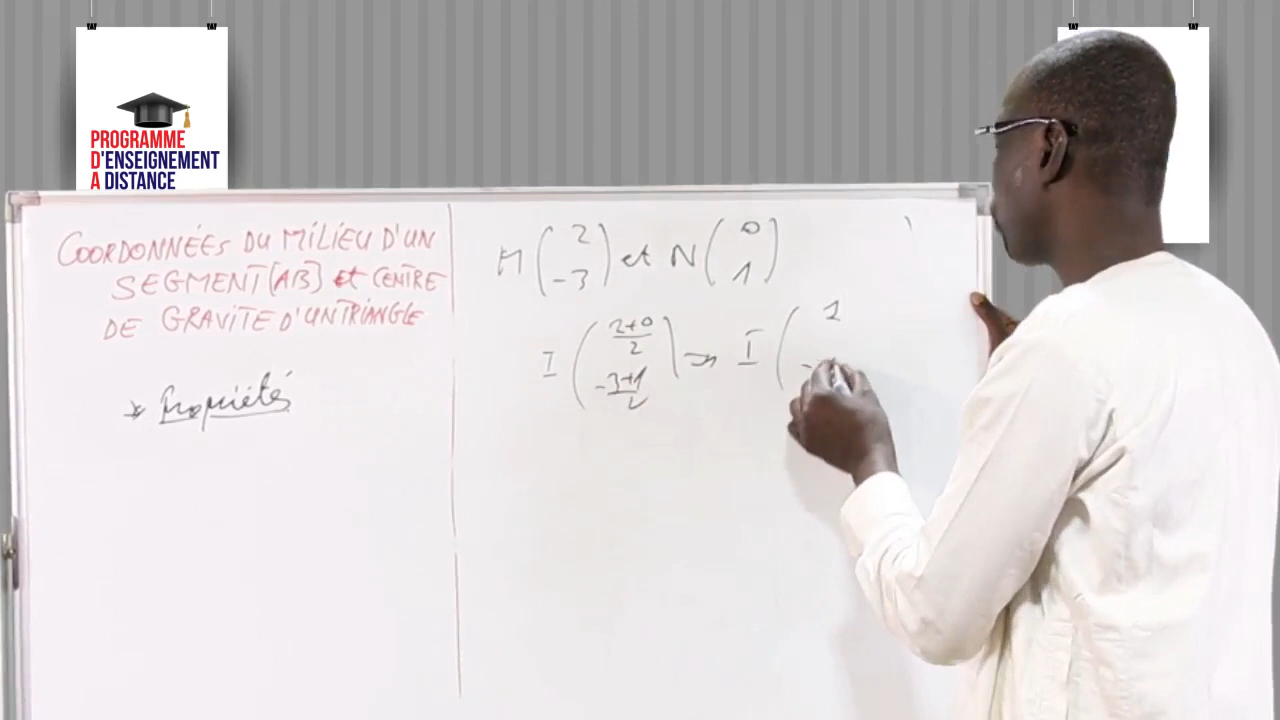 PROGRAMME
D'ENSEIGNEMENT
A DISTANCE
COORDONNÉES DU MILIEU D'UN
SEGMENT [AB] et CENTRE
DE GRAVITE D'UN TRIANGLE
* Propriétés
M ( 2 -3 ) et N ( 0 1 )
I ( 2+0/2 -3+1/2 ) => I ( 1 -